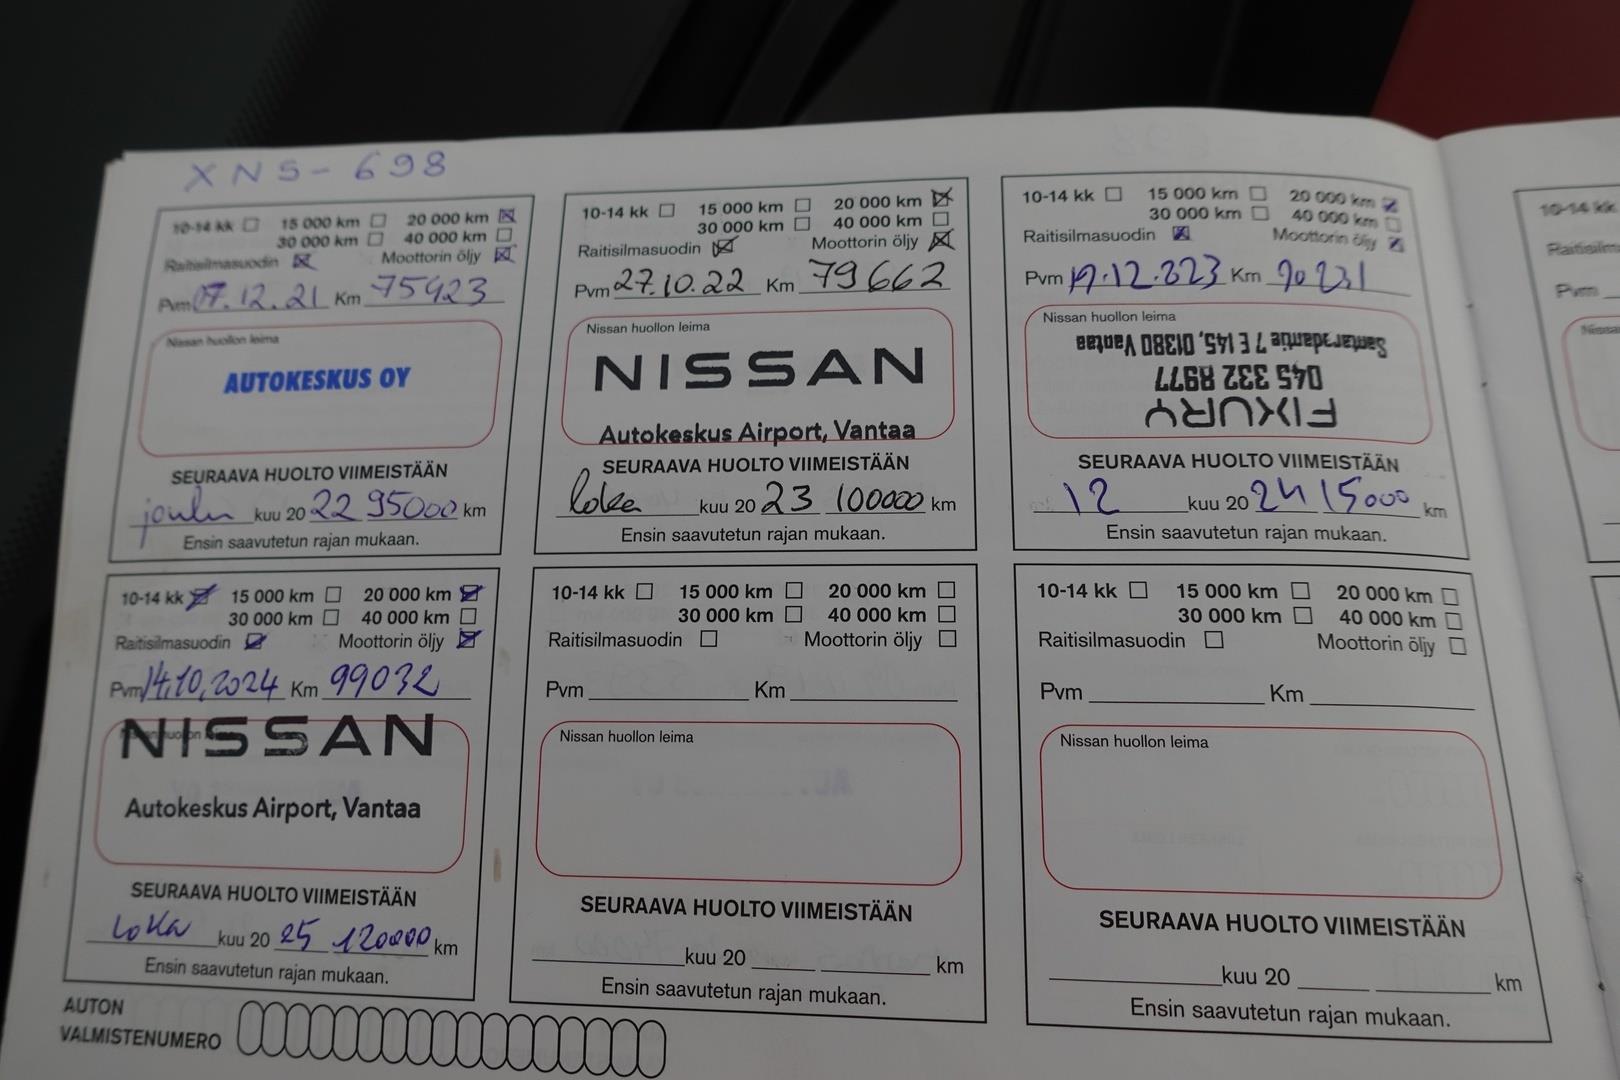 XNS-698
10-14 kk 15 000 km 20 000 km
30 000 km 40 000 km
Raitisilmasuodin Moottorin öljy
Pvm 07.12.21 Km 75423
Nissan huollon leima
AUTOKESKUS OY
SEURAAVA HUOLTO VIIMEISTÄÄN
joulu kuu 20 22 95000 km
Ensin saavutetun rajan mukaan.
10-14 kk 15 000 km 20 000 km
30 000 km 40 000 km
Raitisilmasuodin Moottorin öljy
Pvm 27.10.22 Km 79662
Nissan huollon leima
NISSAN
Autokeskus Airport, Vantaa
SEURAAVA HUOLTO VIIMEISTÄÄN
loka kuu 20 23 100000 km
Ensin saavutetun rajan mukaan.
10-14 kk 15 000 km 20 000 km
30 000 km 40 000 km
Raitisilmasuodin Moottorin öljy
Pvm 19.12.223 Km 90231
Nissan huollon leima
FIXURY
045 332 8977
Santaradantie 7 E 145, 01380 Vantaa
SEURAAVA HUOLTO VIIMEISTÄÄN
12 kuu 20 24 15000 km
Ensin saavutetun rajan mukaan.
10-14 kk 15 000 km 20 000 km
30 000 km 40 000 km
Raitisilmasuodin Moottorin öljy
Pvm 14.10.2024 Km 99032
NISSAN
Autokeskus Airport, Vantaa
SEURAAVA HUOLTO VIIMEISTÄÄN
loka kuu 20 25 120000 km
Ensin saavutetun rajan mukaan.
10-14 kk 15 000 km 20 000 km
30 000 km 40 000 km
Raitisilmasuodin Moottorin öljy
Pvm Km
Nissan huollon leima
SEURAAVA HUOLTO VIIMEISTÄÄN
kuu 20 km
Ensin saavutetun rajan mukaan.
10-14 kk 15 000 km 20 000 km
30 000 km 40 000 km
Raitisilmasuodin Moottorin öljy
Pvm Km
Nissan huollon leima
SEURAAVA HUOLTO VIIMEISTÄÄN
kuu 20 km
Ensin saavutetun rajan mukaan.
AUTON
VALMISTENUMERO
10-14 kk
Pvm